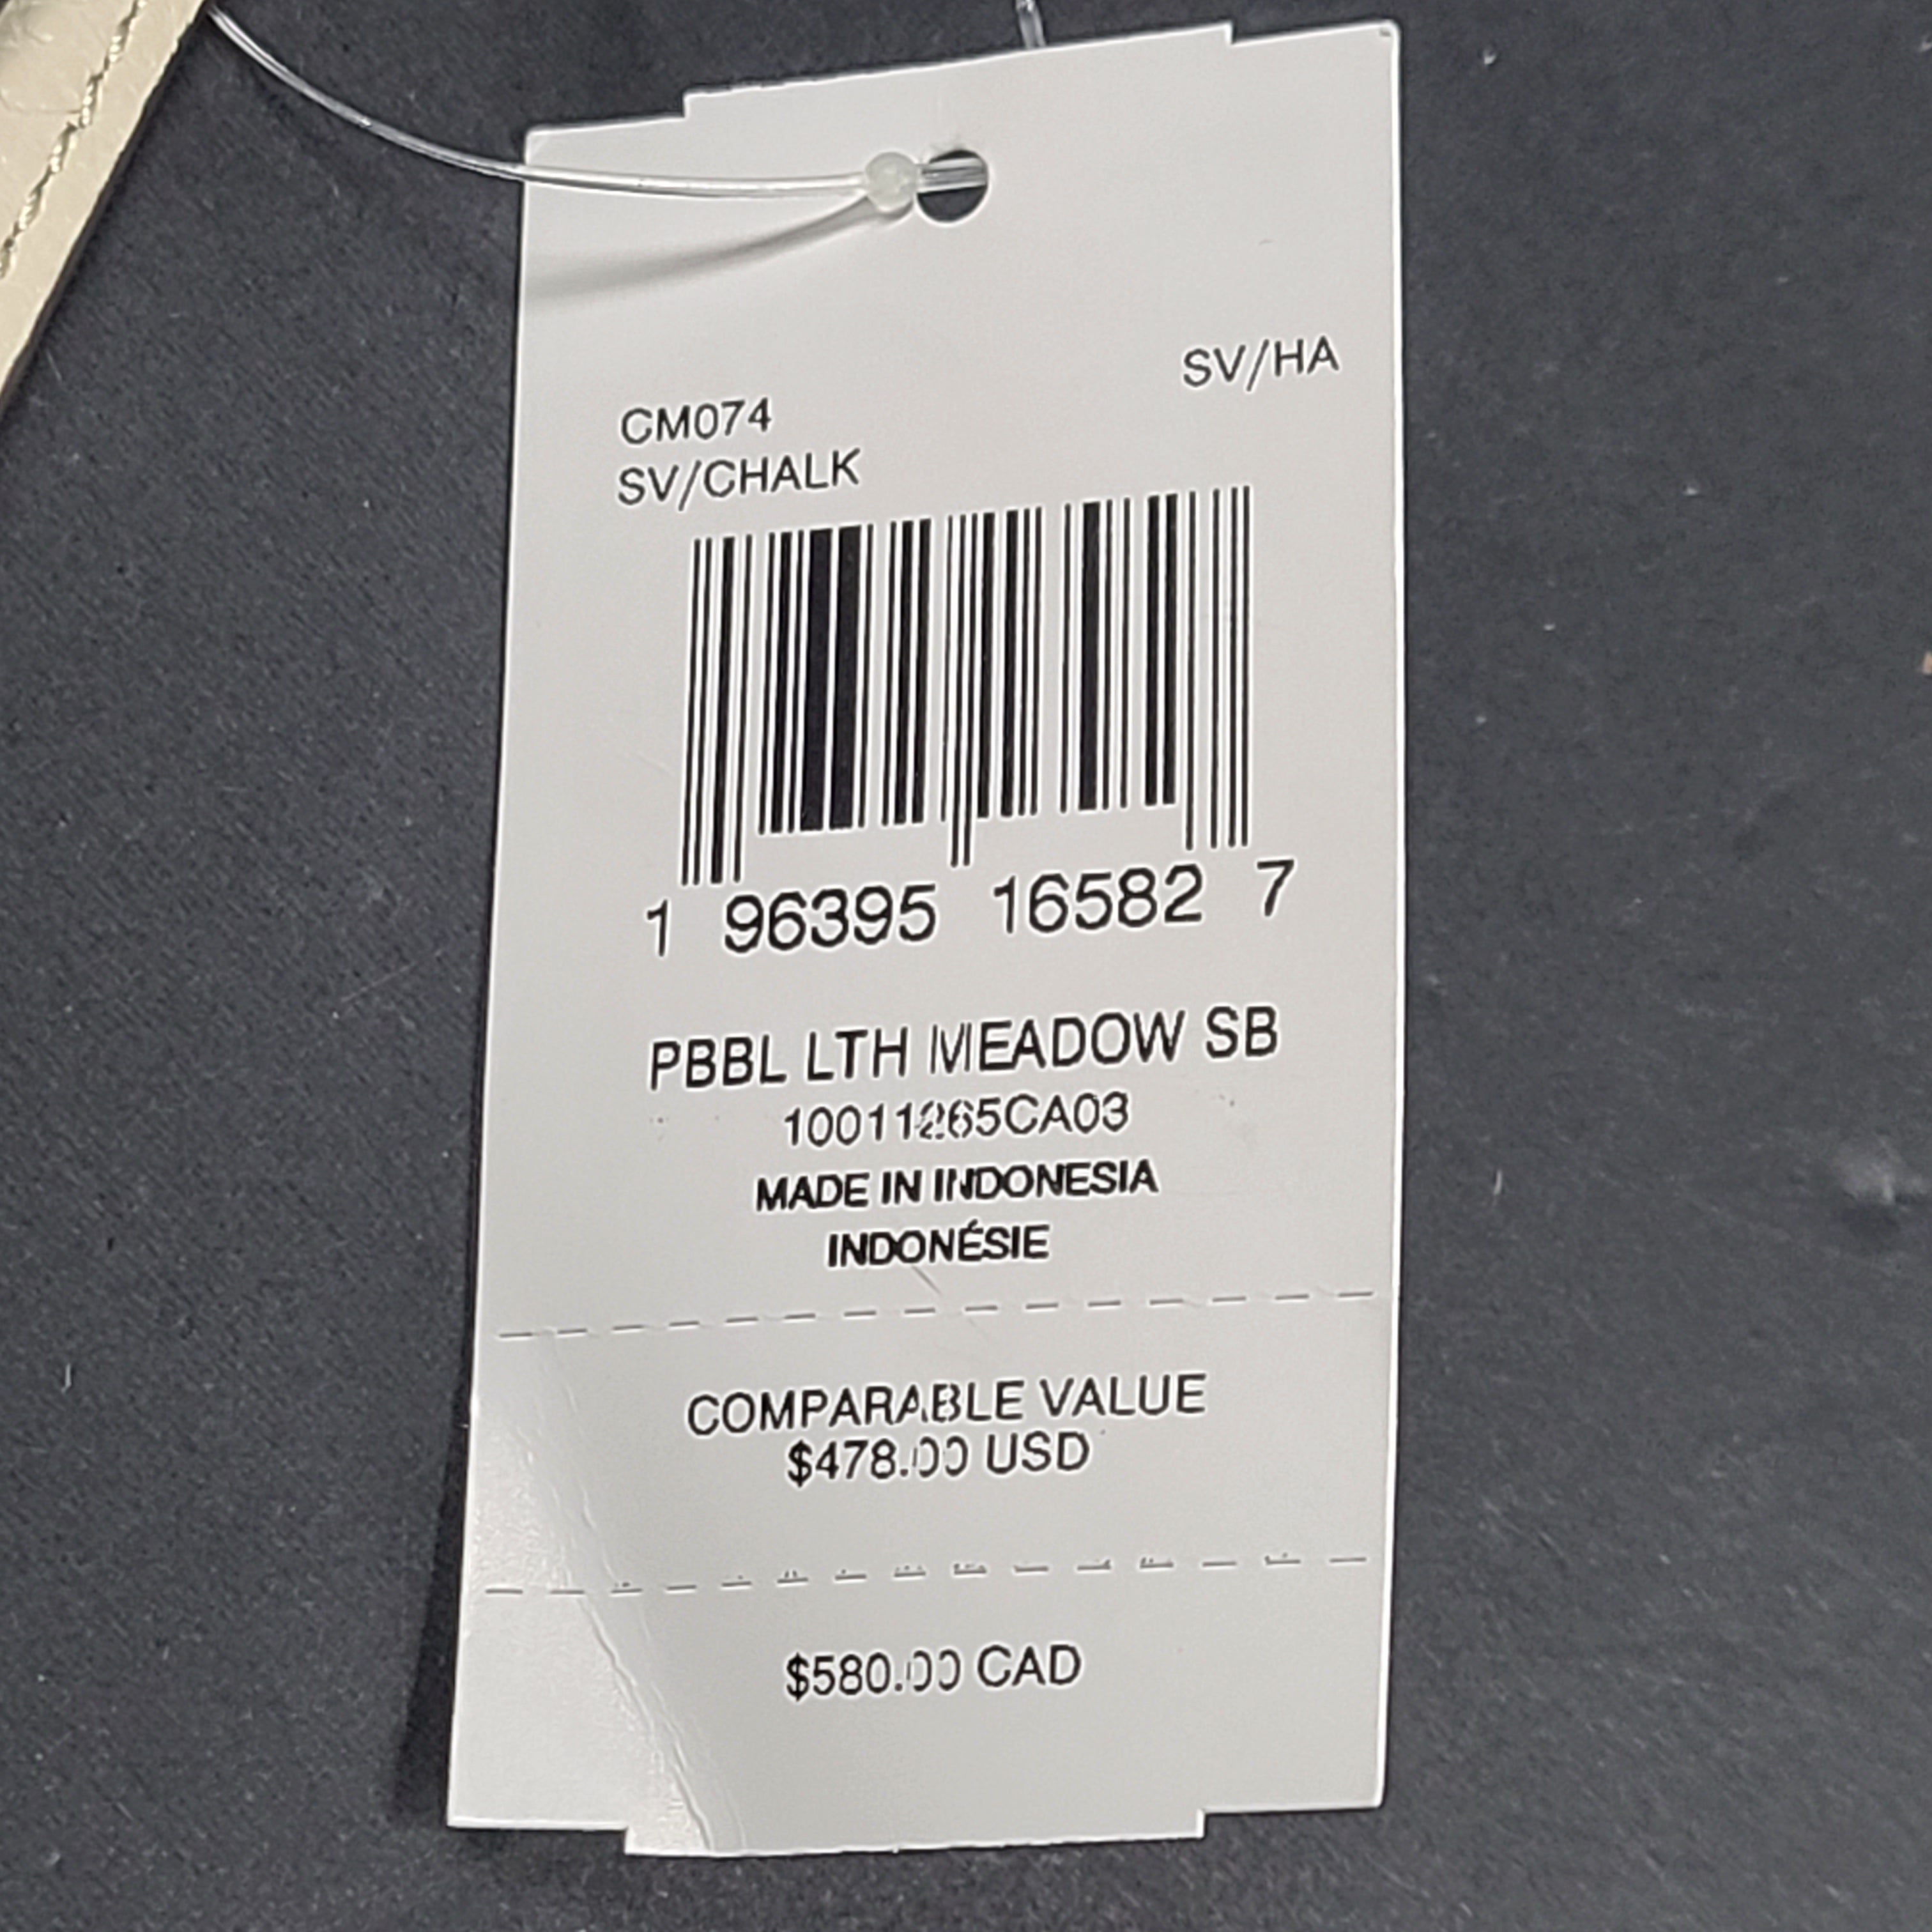 SV/HA
CM074
SV/CHALK
1 96395 16582 7
PBBL LTH MEADOW SB
10011265CA03
MADE IN INDONESIA
INDONÉSIE
COMPARABLE VALUE
$478.00 USD
$580.00 CAD